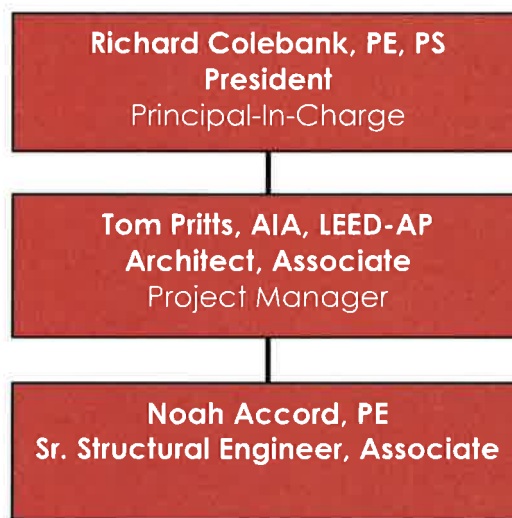 Richard Colebank, PE, PS
President
Principal-In-Charge
Tom Pritts, AIA, LEED-AP
Architect, Associate
Project Manager
Noah Accord, PE
Sr. Structural Engineer, Associate